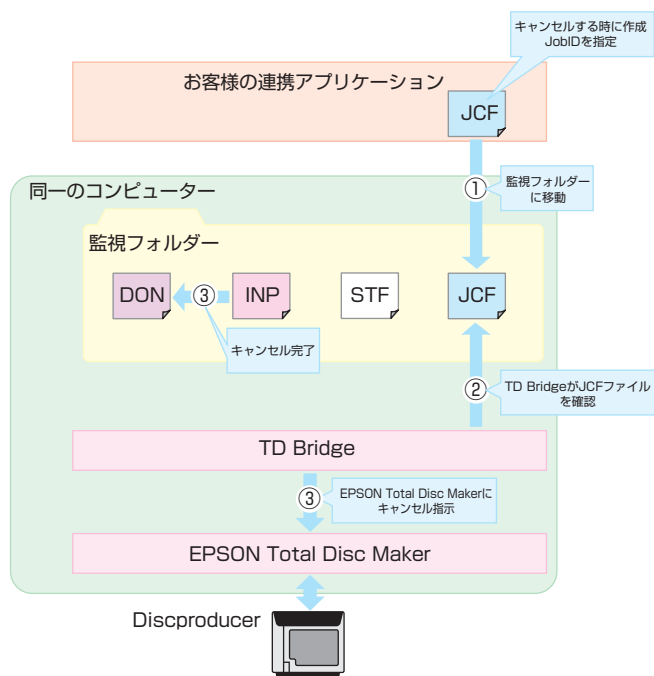 キャンセルする時に作成
JobIDを指定
お客様の連携アプリケーション
JCF
①
監視フォルダー
に移動
同一のコンピューター
監視フォルダー
DON
③
INP
STF
JCF
キャンセル完了
②
TD BridgeがJCFファイル
を確認
TD Bridge
③
EPSON Total Disc Makerに
キャンセル指示
EPSON Total Disc Maker
Discproducer